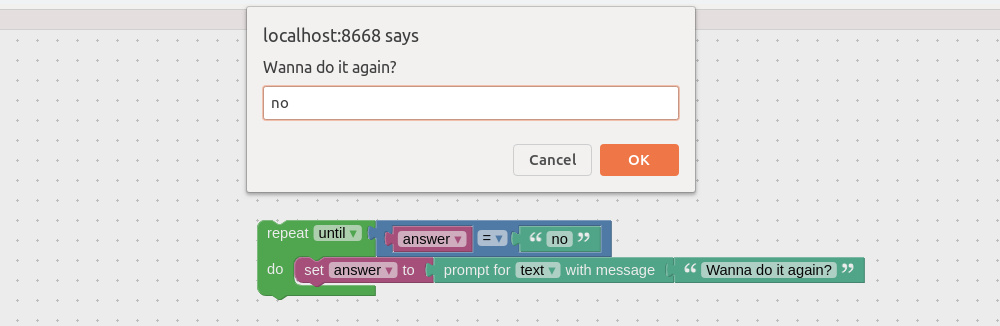 localhost:8668 says
Wanna do it again?
no
Cancel OK
repeat until ▾ answer ▾ = ▾ “ no ”
do set answer ▾ to prompt for text ▾ with message “ Wanna do it again? ”